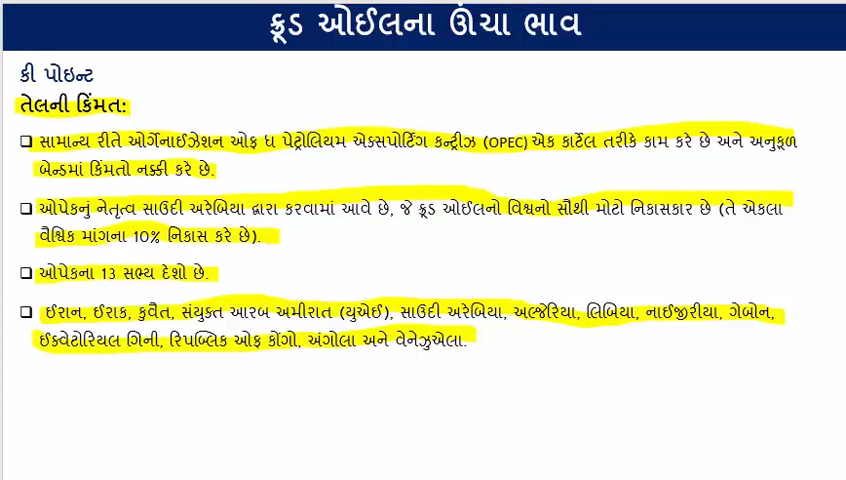 ક્રૂડ ઓઈલના ઊંચા ભાવ
કી પોઇન્ટ
તેલની કિંમત:
❑ સામાન્ય રીતે ઓર્ગેનાઈઝેશન ઓફ ધ પેટ્રોલિયમ એક્સપોર્ટિંગ કન્ટ્રીઝ (OPEC) એક કાર્ટેલ તરીકે કામ કરે છે અને અનુકૂળ
બેન્ડમાં કિંમતો નક્કી કરે છે.
❑ ઓપેકનું નેતૃત્વ સાઉદી અરેબિયા દ્વારા કરવામાં આવે છે, જે ક્રૂડ ઓઈલનો વિશ્વનો સૌથી મોટો નિકાસકાર છે (તે એકલા
વૈશ્વિક માંગના 10% નિકાસ કરે છે).
❑ ઓપેકના 13 સભ્ય દેશો છે.
❑ ઈરાન, ઈરાક, કુવૈત, સંયુક્ત આરબ અમીરાત (યુએઈ), સાઉદી અરેબિયા, અલ્જેરિયા, લિબિયા, નાઈજીરીયા, ગેબોન,
ઈક્વેટોરિયલ ગિની, રિપબ્લિક ઓફ કોંગો, અંગોલા અને વેનેઝુએલા.